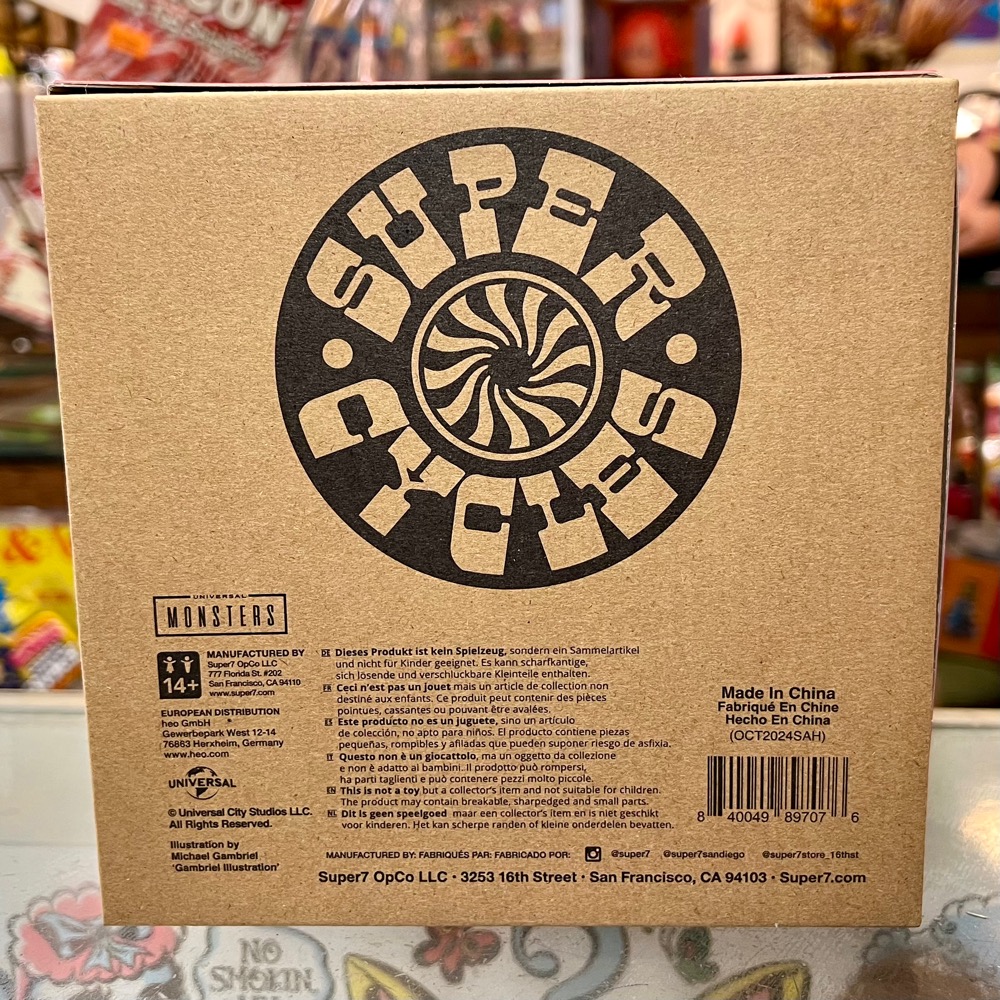 CON
SUPER
CYCLES
UNIVERSAL
MONSTERS
14+
MANUFACTURED BY
Super7 OpCo LLC
777 Florida St. #202
San Francisco, CA 94110
www.super7.com
EUROPEAN DISTRIBUTION
heo GmbH
Gewerbepark West 12-14
76863 Herxheim, Germany
www.heo.com
UNIVERSAL
© Universal City Studios LLC.
All Rights Reserved.
Illustration by
Michael Gambriel
'Gambriel Illustration'
DE Dieses Produkt ist kein Spielzeug, sondern ein Sammelartikel
und nicht für Kinder geeignet. Es kann scharfkantige,
sich lösende und verschluckbare Kleinteile enthalten.
FR Ceci n'est pas un jouet mais un article de collection non
destiné aux enfants. Ce produit peut contenir des pièces
pointues, cassantes ou pouvant être avalées.
ES Este producto no es un juguete, sino un artículo
de colección, no apto para niños. El producto contiene piezas
pequeñas, rompibles y afiladas que pueden suponer riesgo de asfixia.
IT Questo non è un giocattolo, ma un oggetto da collezione
e non è adatto ai bambini. Il prodotto può rompersi,
ha parti taglienti e può contenere pezzi molto piccole.
EN This is not a toy but a collector's item and not suitable for children.
The product may contain breakable, sharpedged and small parts.
NL Dit is geen speelgoed maar een collector's item en is niet geschikt
voor kinderen. Het kan scherpe randen of kleine onderdelen bevatten.
Made In China
Fabriqué En Chine
Hecho En China
(OCT2024SAH)
8 40049 89707 6
MANUFACTURED BY: FABRIQUÉS PAR: FABRICADO POR: @super7 @super7sandiego @super7store_16thst
Super7 OpCo LLC • 3253 16th Street • San Francisco, CA 94103 • Super7.com
NO
SMOKIN